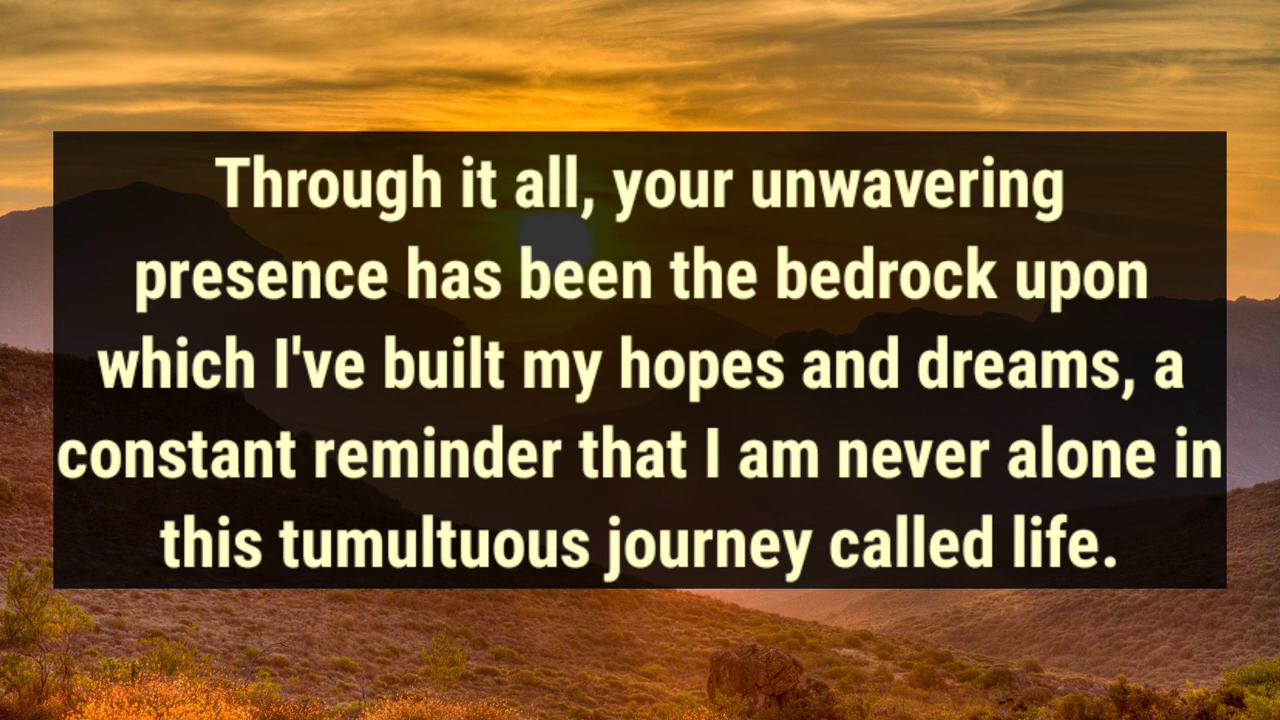 Through it all, your unwavering
presence has been the bedrock upon
which I've built my hopes and dreams, a
constant reminder that I am never alone in
this tumultuous journey called life.